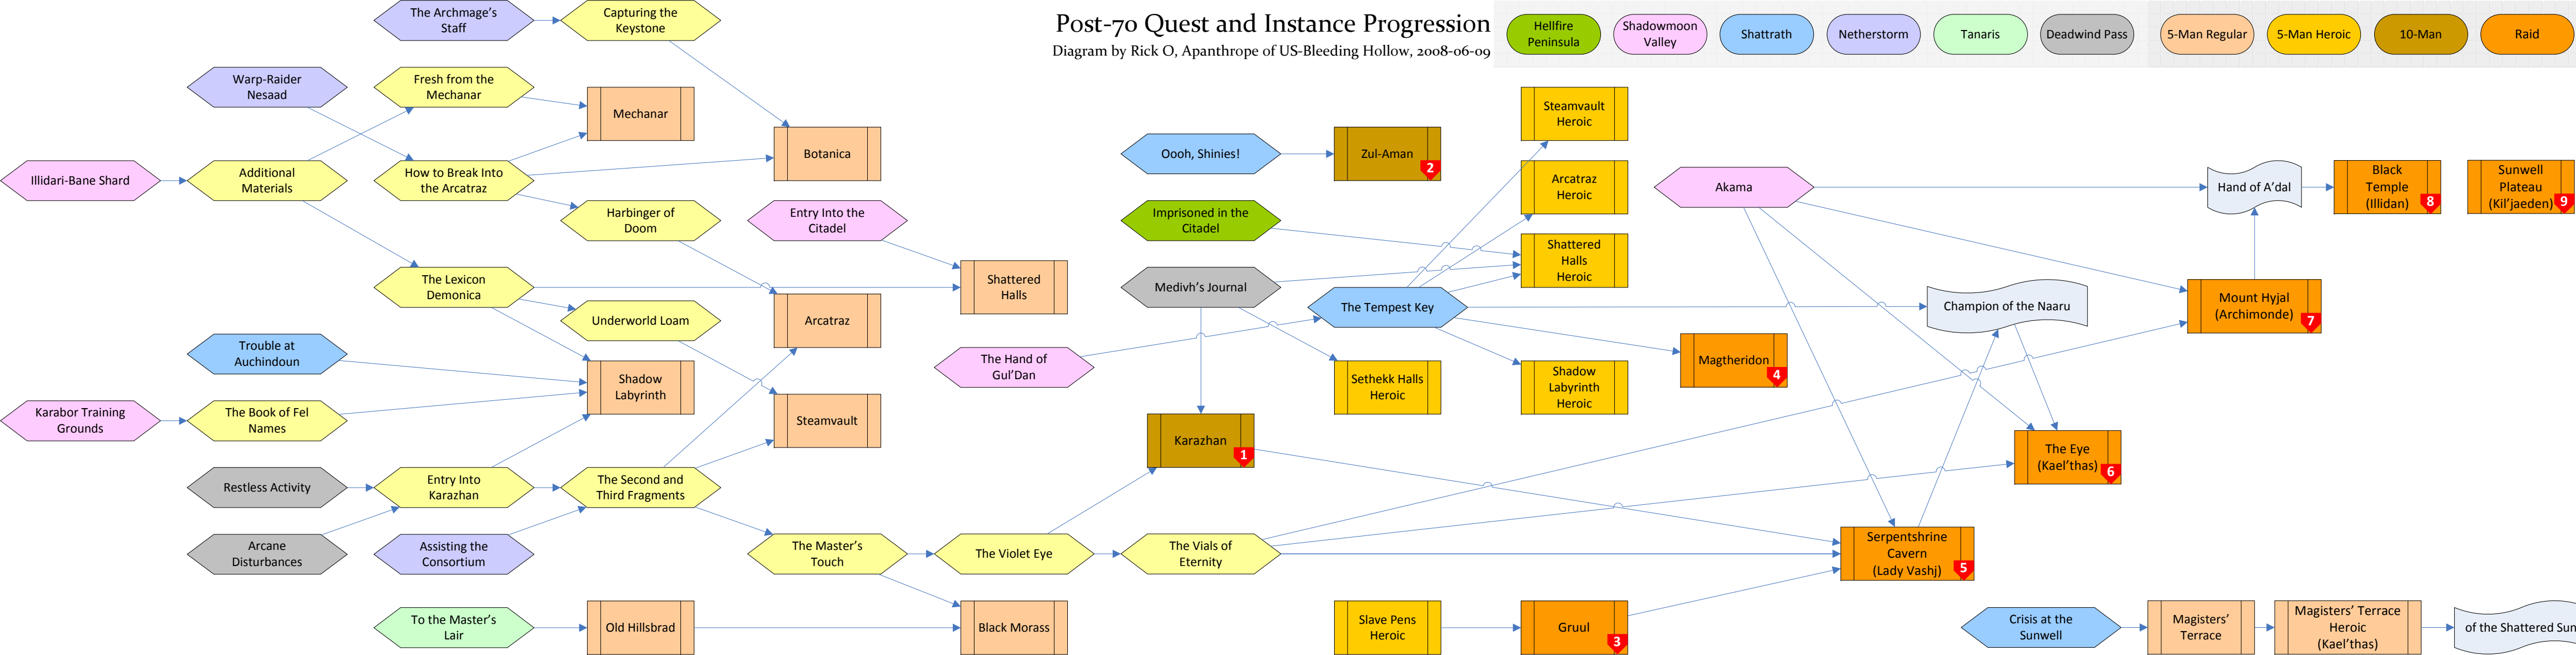 The Archmage's
Staff
Capturing the
Keystone
Post-70 Quest and Instance Progression
Diagram by Rick O, Apanthrope of US-Bleeding Hollow, 2008-06-09
Hellfire
Peninsula
Shadowmoon
Valley
Shattrath
Netherstorm
Tanaris
Deadwind Pass
5-Man Regular
5-Man Heroic
10-Man
Raid
Warp-Raider
Nesaad
Fresh from the
Mechanar
Mechanar
Botanica
Illidari-Bane Shard
Additional
Materials
How to Break Into
the Arcatraz
Harbinger of
Doom
Entry Into the
Citadel
The Lexicon
Demonica
Shattered
Halls
Underworld Loam
Arcatraz
Trouble at
Auchindoun
Shadow
Labyrinth
Karabor Training
Grounds
The Book of Fel
Names
Steamvault
Restless Activity
Entry Into
Karazhan
The Second and
Third Fragments
Arcane
Disturbances
Assisting the
Consortium
The Master's
Touch
The Violet Eye
The Vials of
Eternity
To the Master's
Lair
Old Hillsbrad
Black Morass
Oooh, Shinies!
Zul-Aman
2
Steamvault
Heroic
Arcatraz
Heroic
Imprisoned in the
Citadel
Shattered
Halls
Heroic
Medivh's Journal
The Tempest Key
The Hand of
Gul'Dan
Sethekk Halls
Heroic
Shadow
Labyrinth
Heroic
Magtheridon
4
Karazhan
1
Akama
Hand of A'dal
Black
Temple
(Illidan)
8
Sunwell
Plateau
(Kil'jaeden)
9
Champion of the Naaru
Mount Hyjal
(Archimonde)
7
The Eye
(Kael'thas)
6
Serpentshrine
Cavern
(Lady Vashj)
5
Slave Pens
Heroic
Gruul
3
Crisis at the
Sunwell
Magisters'
Terrace
Magisters' Terrace
Heroic
(Kael'thas)
of the Shattered Sun